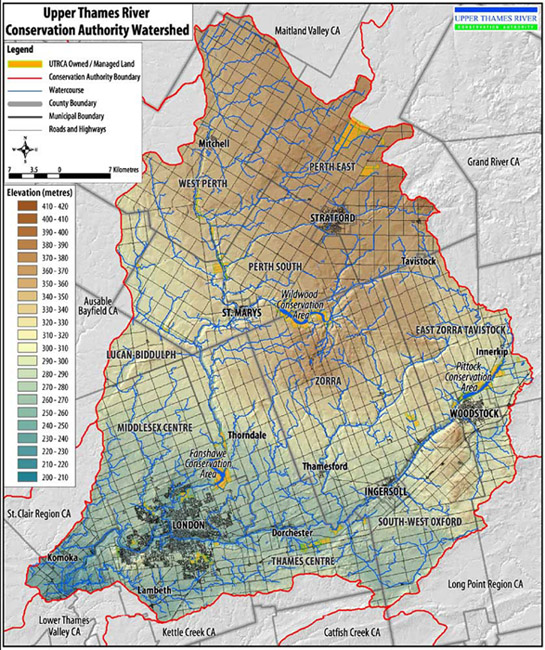 Upper Thames River
Conservation Authority Watershed
UPPER THAMES RIVER
CONSERVATION AUTHORITY
Legend
UTRCA Owned / Managed Land
Conservation Authority Boundary
Watercourse
County Boundary
Municipal Boundary
Roads and Highways
7 3.5 0 7 Kilometres
Elevation (metres)
410 - 420
400 - 410
390 - 400
380 - 390
370 - 380
360 - 370
350 - 360
340 - 350
330 - 340
320 - 330
310 - 320
300 - 310
290 - 300
280 - 290
270 - 280
260 - 270
250 - 260
240 - 250
230 - 240
220 - 230
210 - 220
200 - 210
Maitland Valley CA
Grand River CA
Mitchell
PERTH EAST
WEST PERTH
STRATFORD
Tavistock
PERTH SOUTH
Ausable
Bayfield CA
Wildwood
Conservation
Area
ST. MARYS
EAST ZORRA TAVISTOCK
Innerkip
LUCAN-BIDDULPH
Pittock
Conservation
Area
ZORRA
WOODSTOCK
MIDDLESEX CENTRE
Thorndale
Fanshawe
Conservation
Area
Thamesford
INGERSOLL
St. Clair Region CA
LONDON
SOUTH-WEST OXFORD
Dorchester
Komoka
THAMES CENTRE
Long Point Region CA
Lambeth
Lower Thames
Valley CA
Kettle Creek CA
Catfish Creek CA